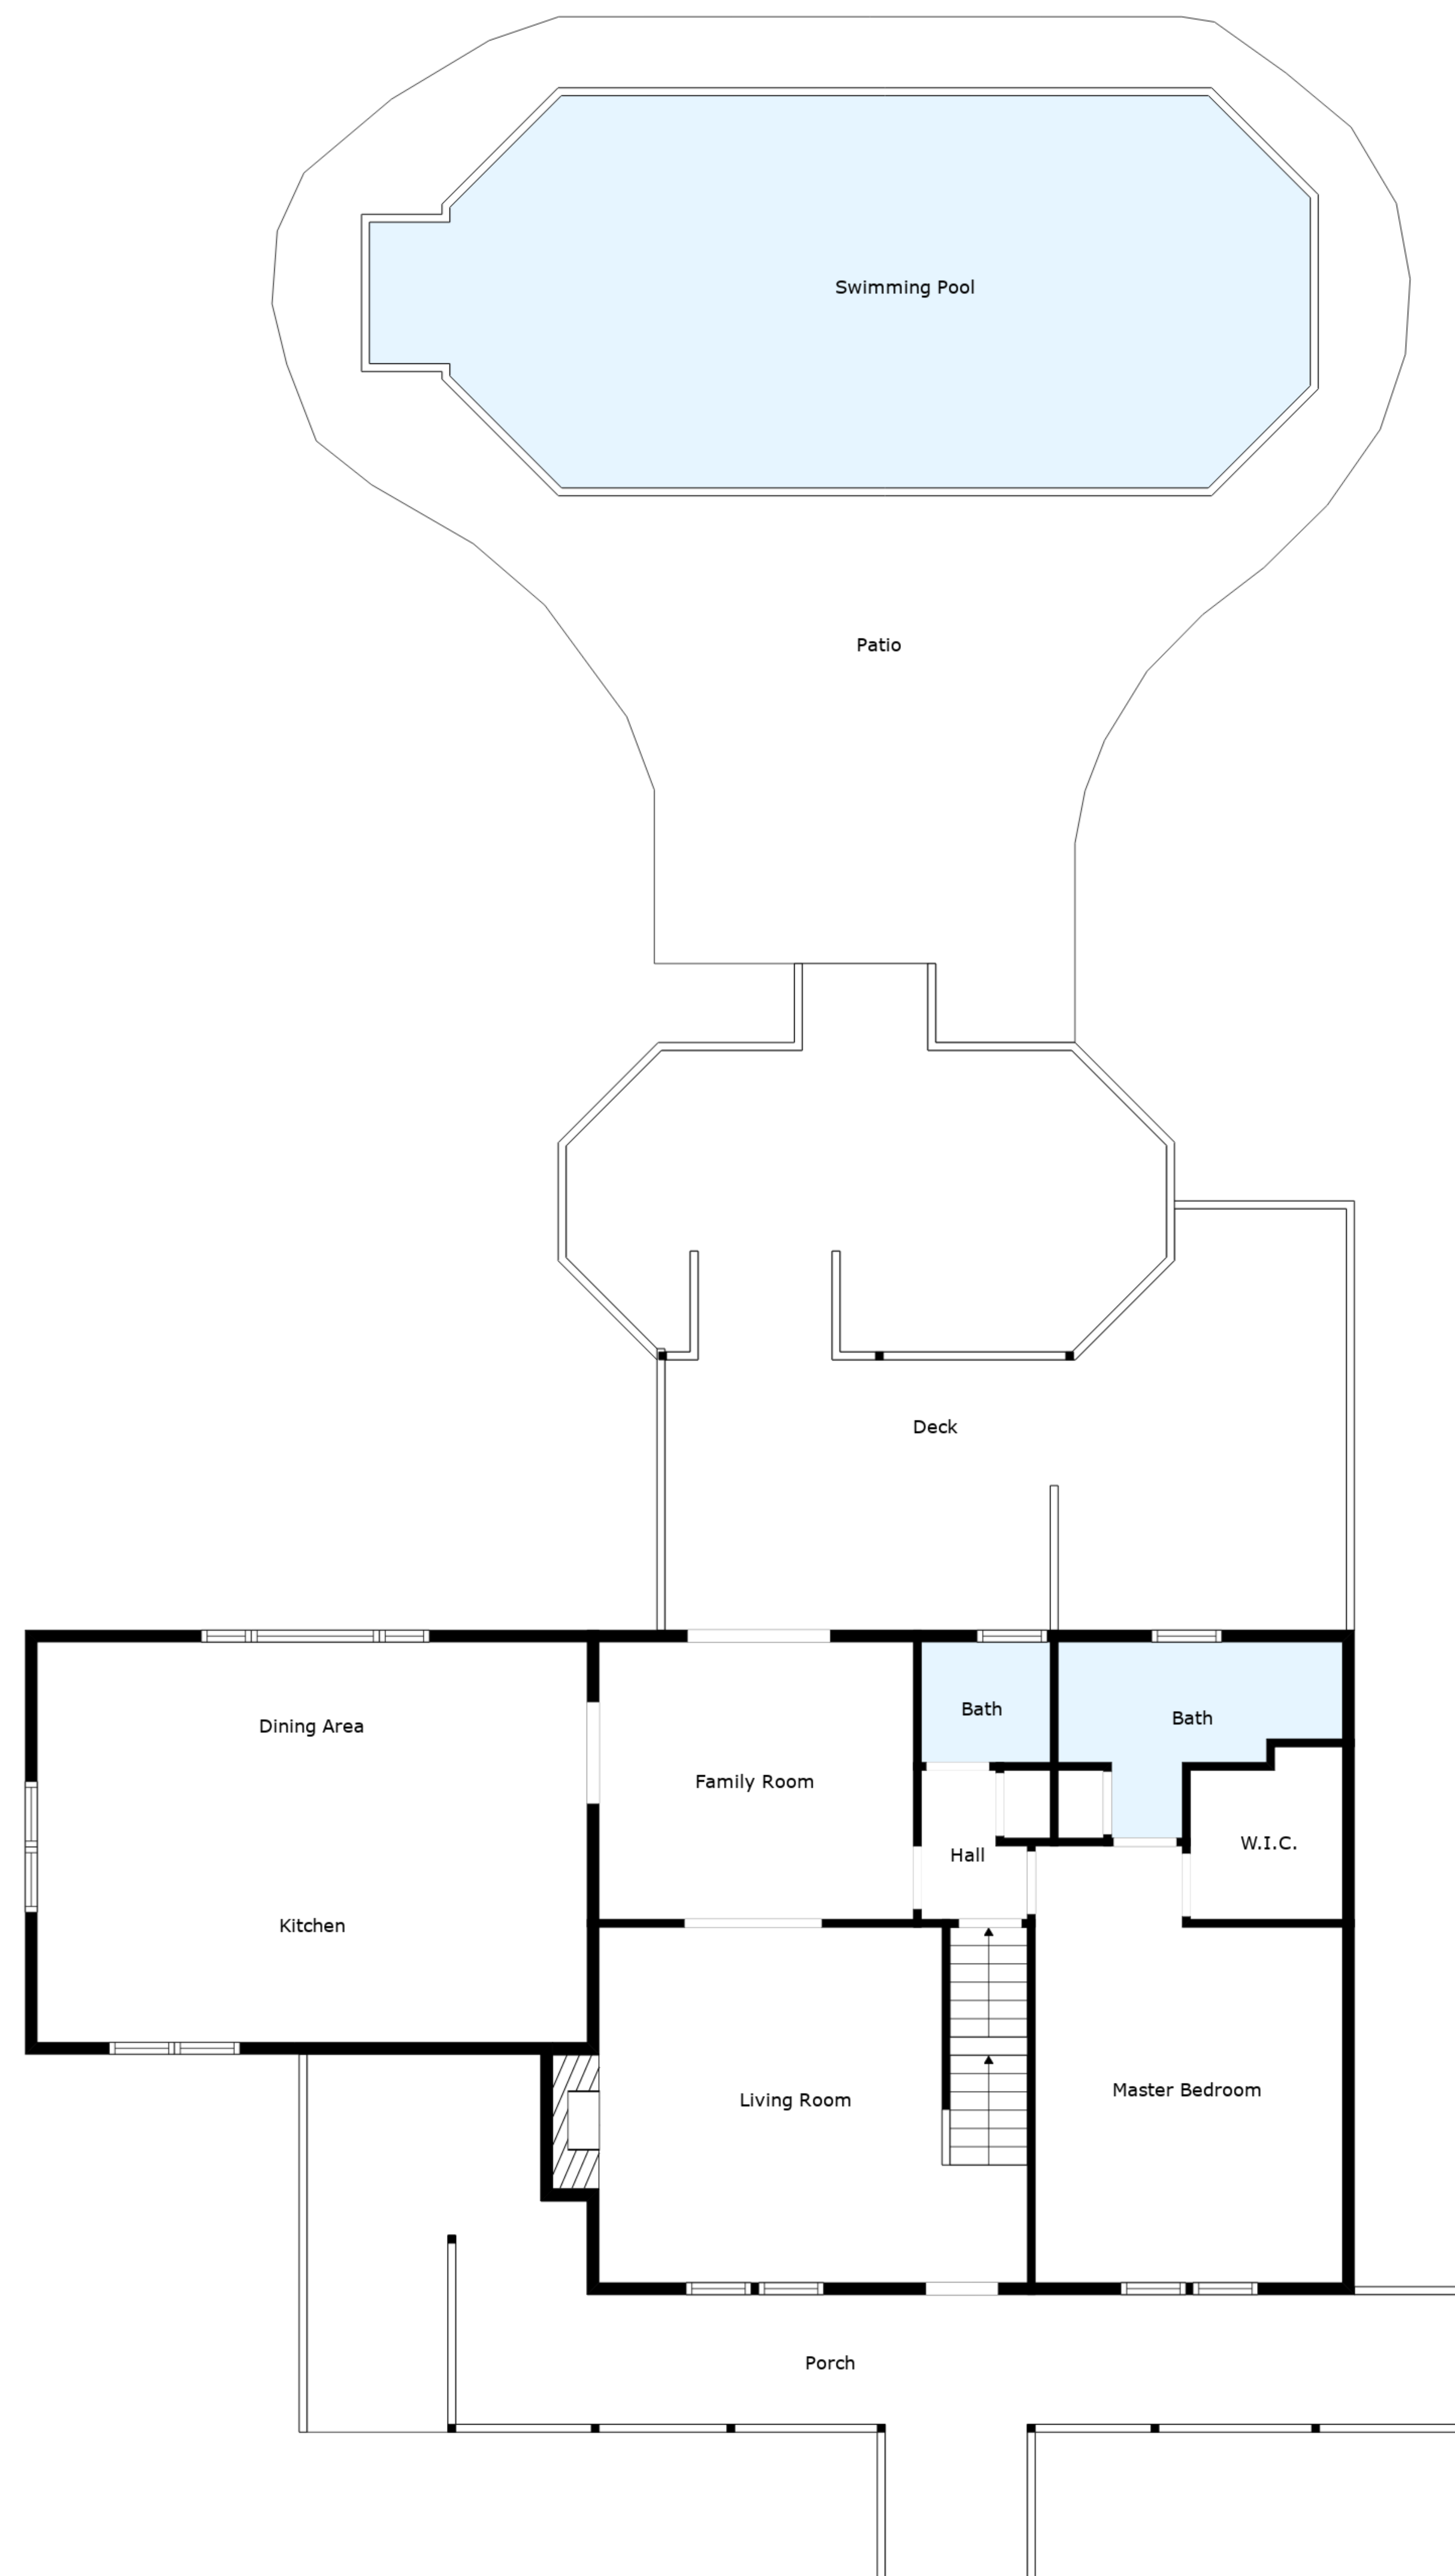 Swimming Pool
Patio
Deck
Bath
Bath
Dining Area
Family Room
W.I.C.
Hall
Kitchen
Master Bedroom
Living Room
Porch